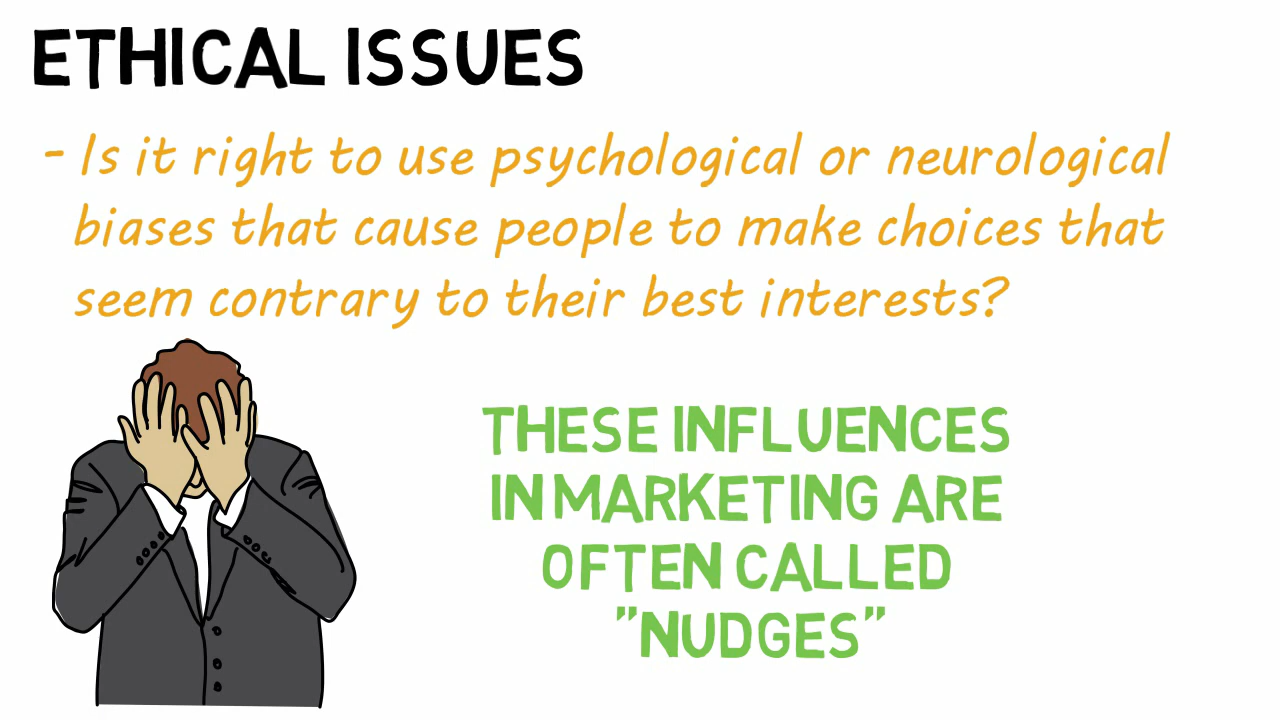 ETHICAL ISSUES
- Is it right to use psychological or neurological
biases that cause people to make choices that
seem contrary to their best interests?
THESE INFLUENCES
IN MARKETING ARE
OFTEN CALLED
"NUDGES"